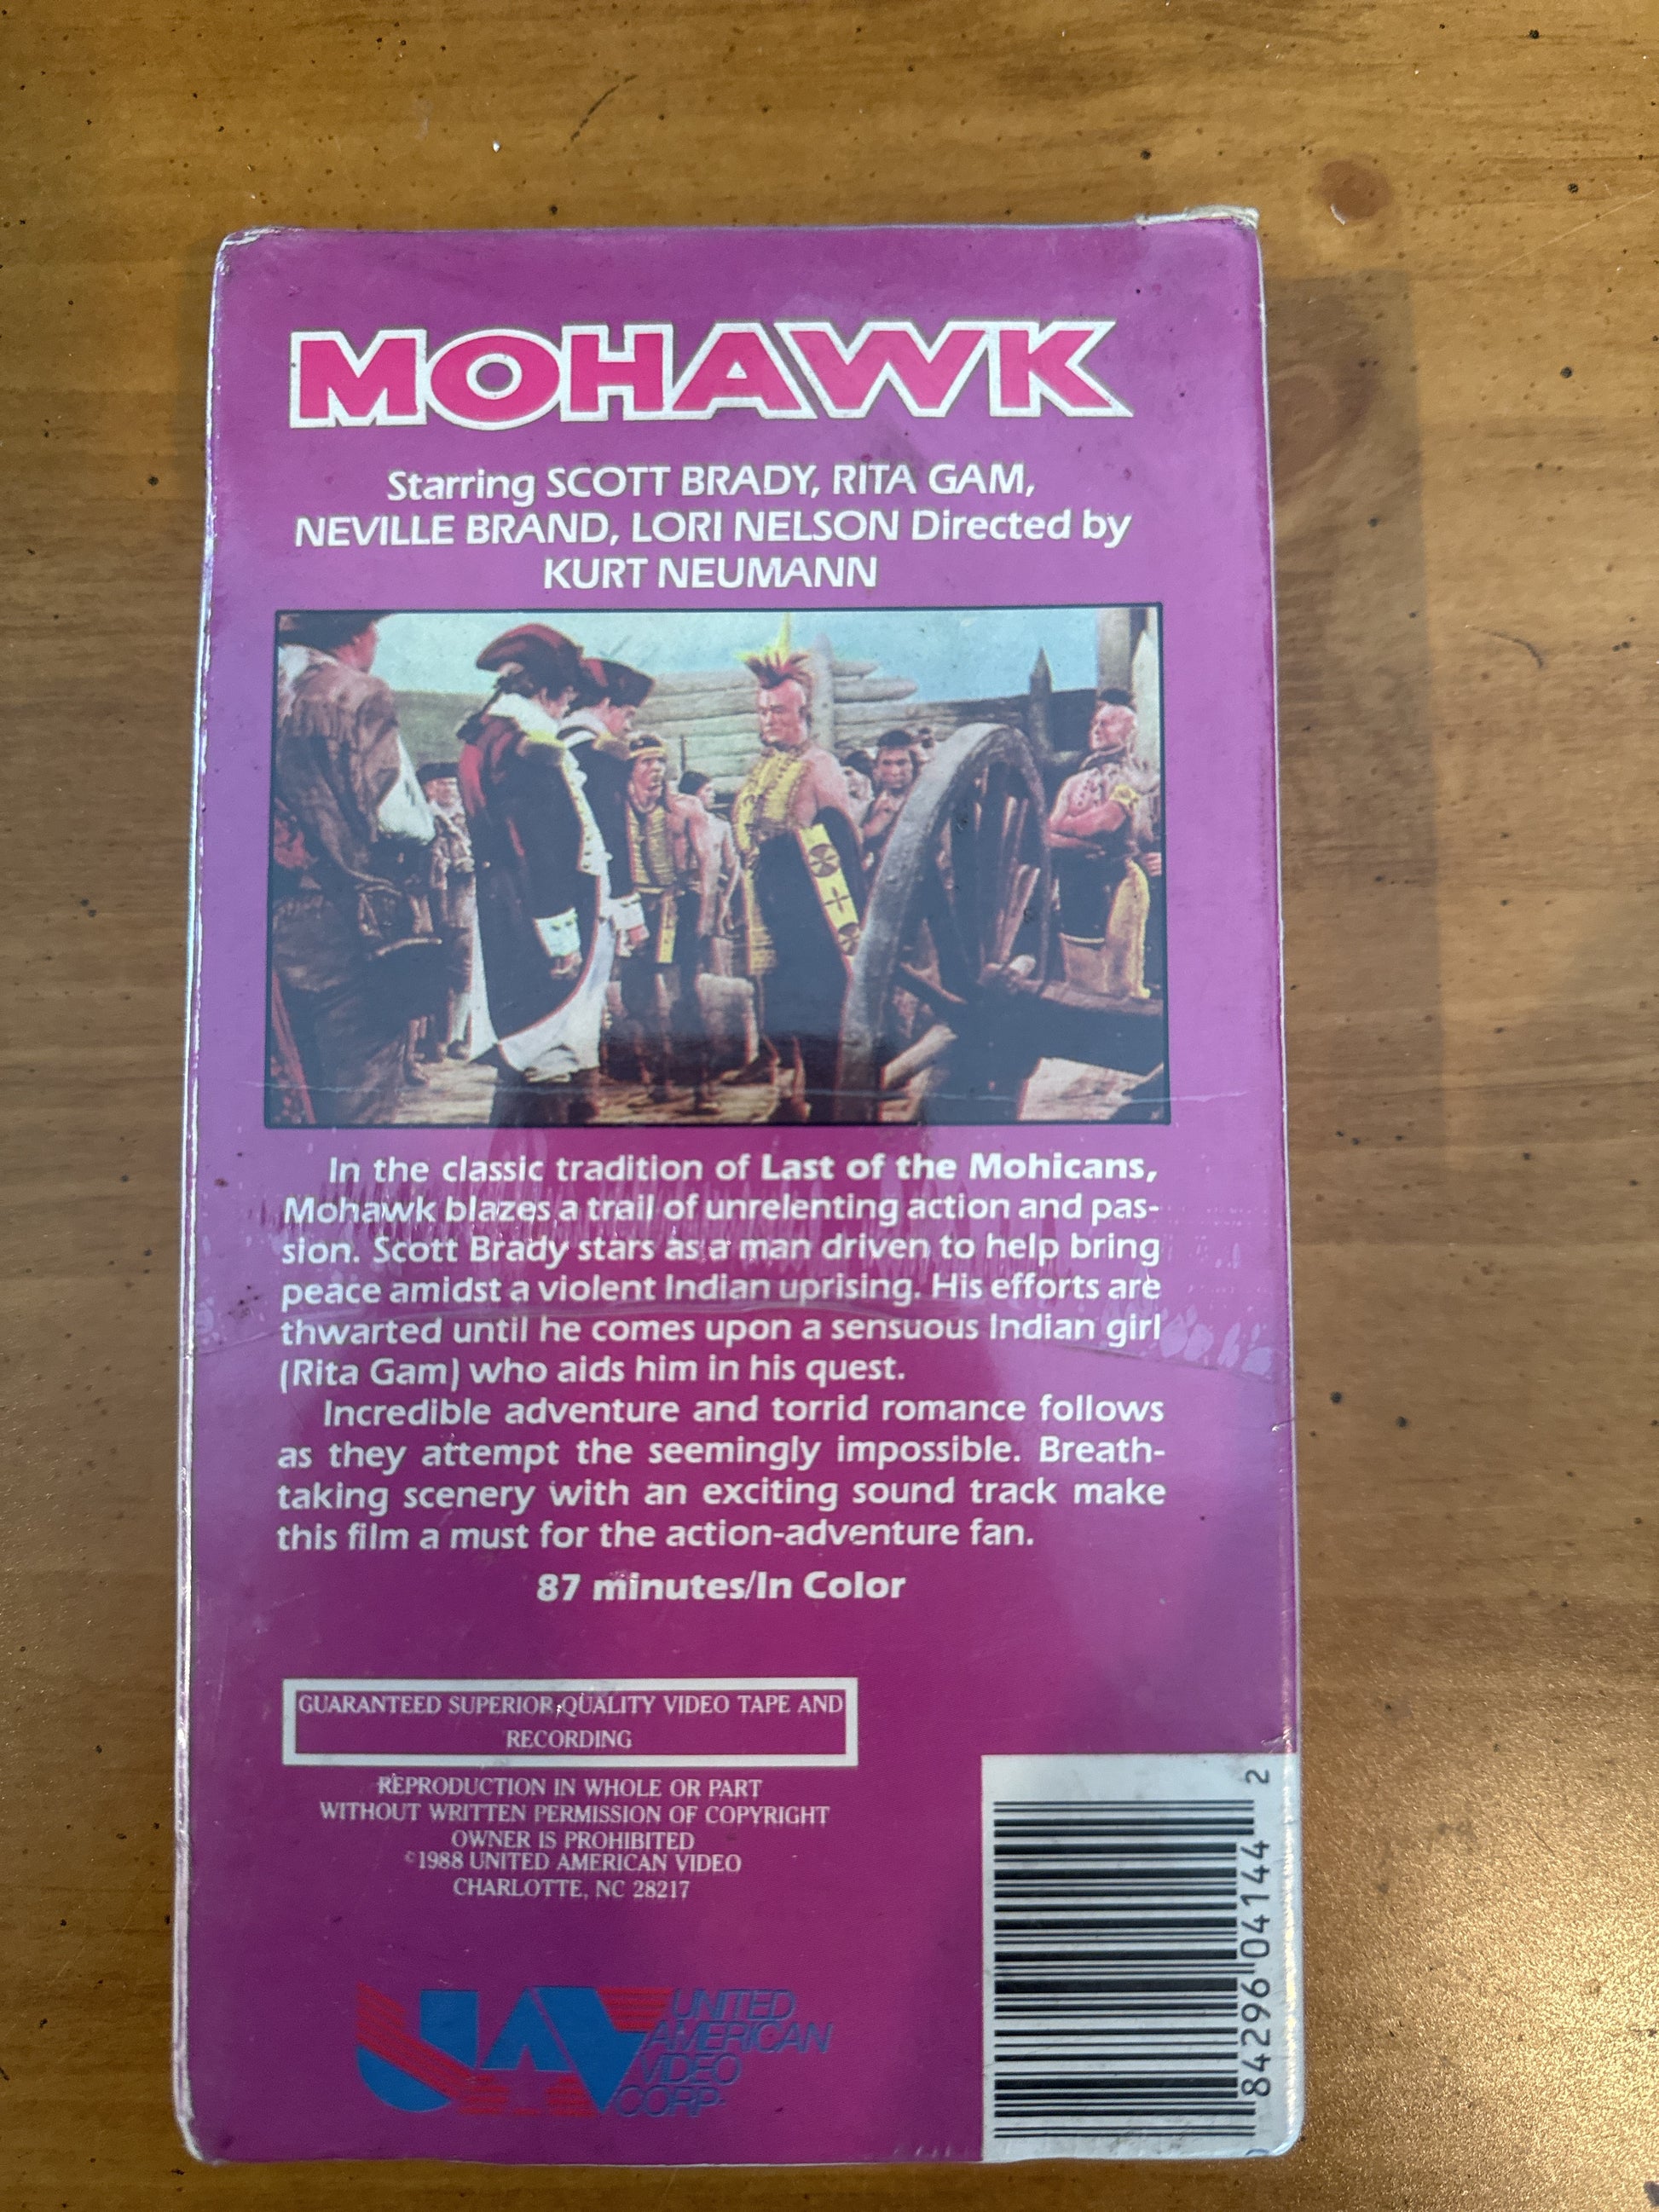 MOHAWK
Starring SCOTT BRADY, RITA GAM,
NEVILLE BRAND, LORI NELSON Directed by
KURT NEUMANN
In the classic tradition of Last of the Mohicans,
Mohawk blazes a trail of unrelenting action and pas-
sion. Scott Brady stars as a man driven to help bring
peace amidst a violent Indian uprising. His efforts are
thwarted until he comes upon a sensuous Indian girl
(Rita Gam) who aids him in his quest.
Incredible adventure and torrid romance follows
as they attempt the seemingly impossible. Breath-
taking scenery with an exciting sound track make
this film a must for the action-adventure fan.
87 minutes/In Color
GUARANTEED SUPERIOR QUALITY VIDEO TAPE AND
RECORDING
REPRODUCTION IN WHOLE OR PART
WITHOUT WRITTEN PERMISSION OF COPYRIGHT
OWNER IS PROHIBITED
©1988 UNITED AMERICAN VIDEO
CHARLOTTE, NC 28217
UAV
UNITED
AMERICAN
VIDEO
CORP.
84296 04144 2